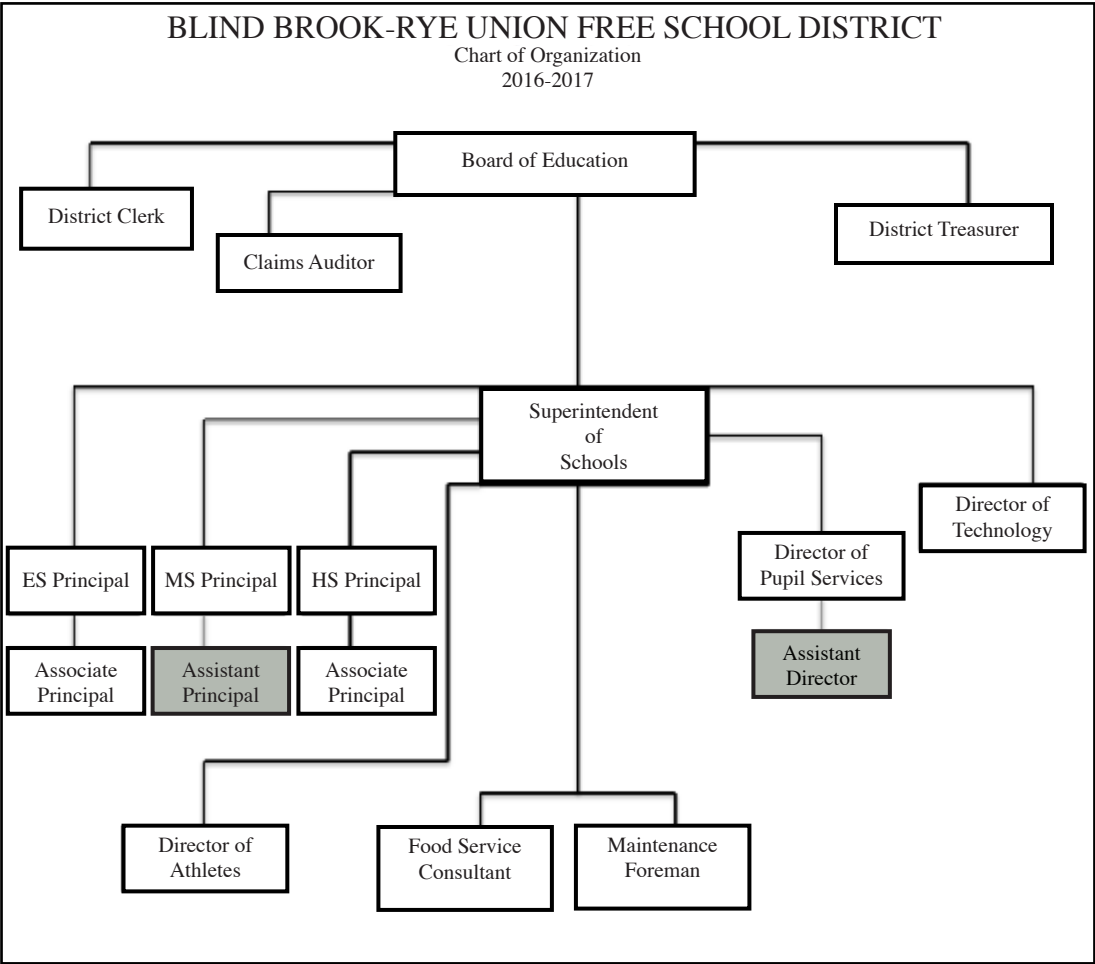 BLIND BROOK-RYE UNION FREE SCHOOL DISTRICT
Chart of Organization
2016-2017
Board of Education
District Clerk
Claims Auditor
District Treasurer
Superintendent
of
Schools
Director of
Technology
Director of
Pupil Services
ES Principal
MS Principal
HS Principal
Assistant
Director
Associate
Principal
Assistant
Principal
Associate
Principal
Director of
Athletes
Food Service
Consultant
Maintenance
Foreman